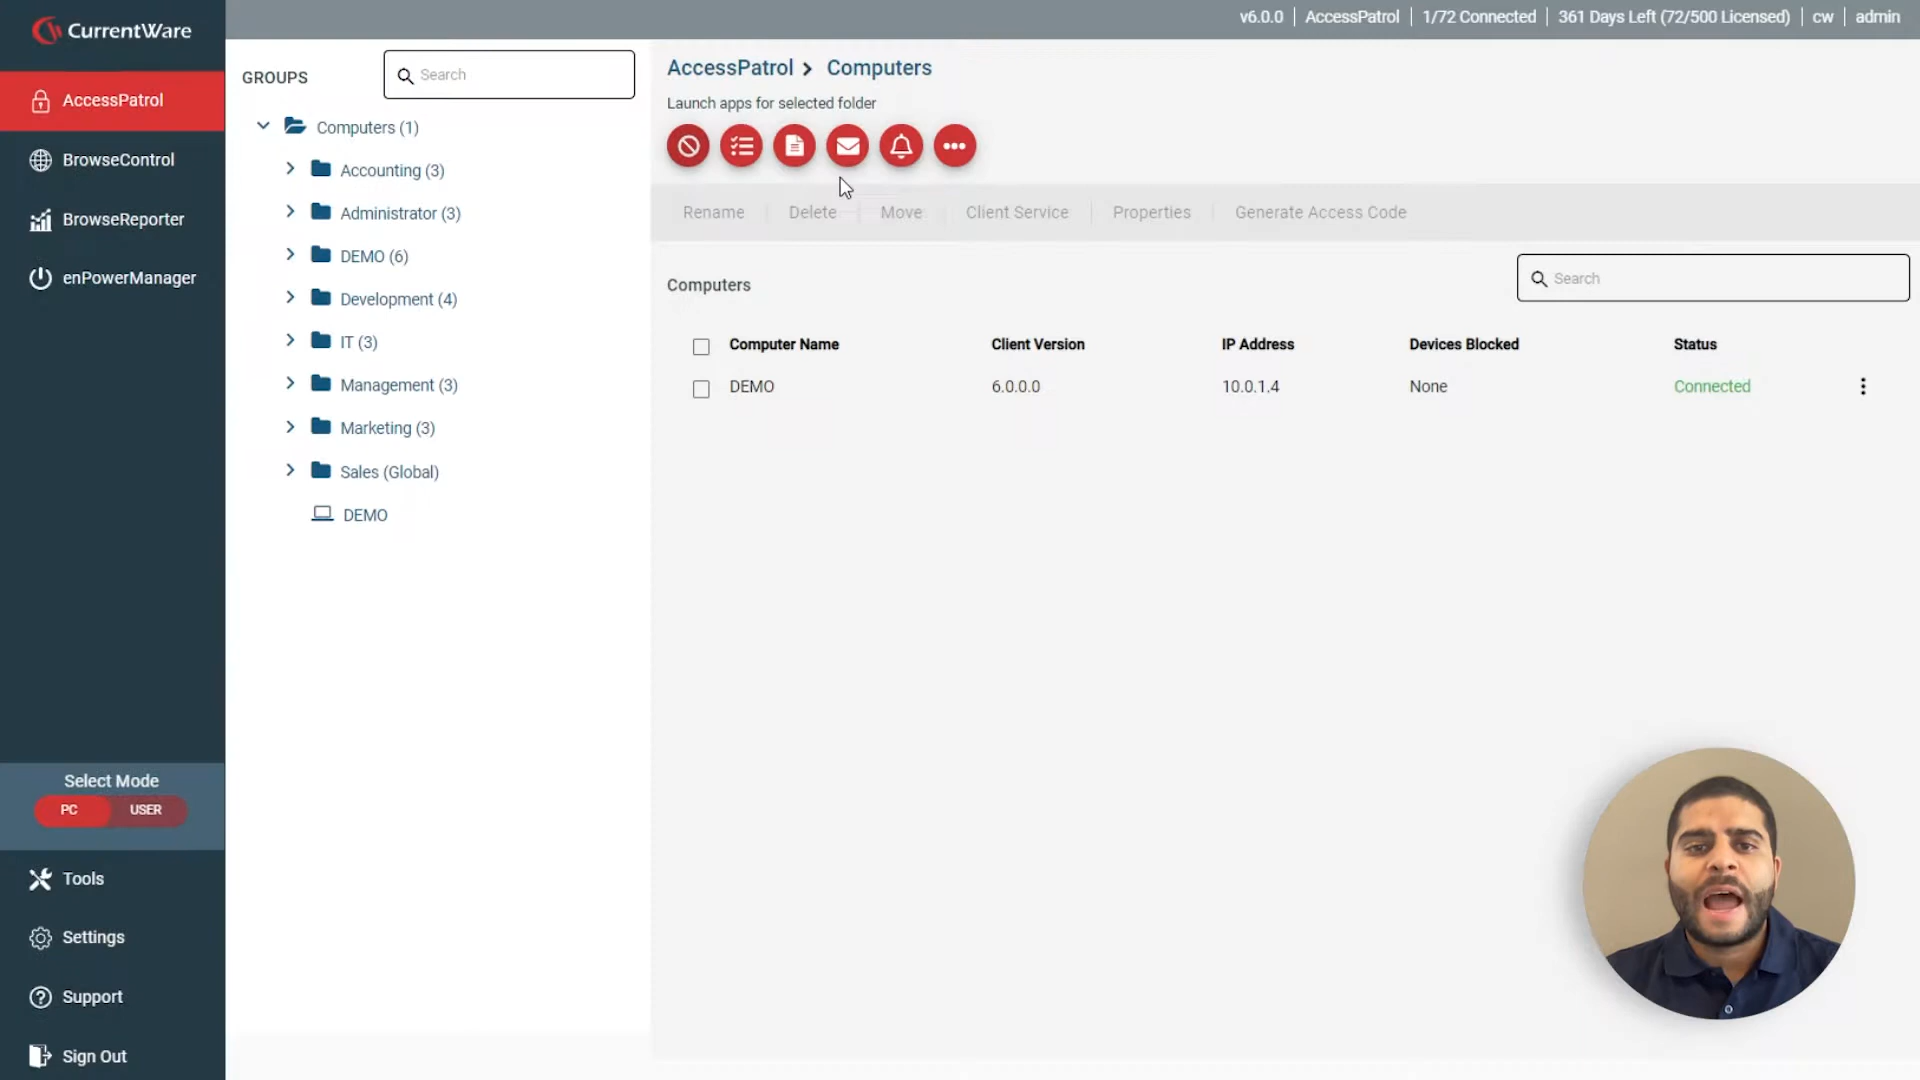 CurrentWare
v6.0.0 | AccessPatrol | 1/72 Connected | 361 Days Left (72/500 Licensed) | cw | admin
AccessPatrol
BrowseControl
BrowseReporter
enPowerManager
Select Mode
PC USER
Tools
Settings
Support
Sign Out
GROUPS
Search
Computers (1)
Accounting (3)
Administrator (3)
DEMO (6)
Development (4)
IT (3)
Management (3)
Marketing (3)
Sales (Global)
DEMO
AccessPatrol > Computers
Launch apps for selected folder
Rename Delete Move Client Service Properties Generate Access Code
Computers
Search
Computer Name Client Version IP Address Devices Blocked Status
DEMO 6.0.0.0 10.0.1.4 None Connected